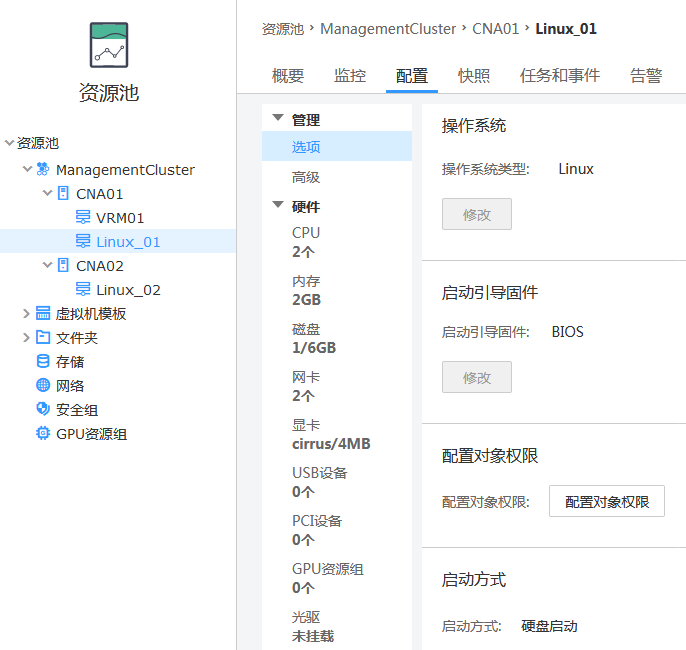 资源池
资源池
ManagementCluster
CNA01
VRM01
Linux_01
CNA02
Linux_02
虚拟机模板
文件夹
存储
网络
安全组
GPU资源组
资源池 › ManagementCluster › CNA01 › Linux_01
概要 监控 配置 快照 任务和事件 告警
管理
选项
高级
硬件
CPU
2个
内存
2GB
磁盘
1/6GB
网卡
2个
显卡
cirrus/4MB
USB设备
0个
PCI设备
0个
GPU资源组
0个
光驱
未挂载
操作系统
操作系统类型: Linux
修改
启动引导固件
启动引导固件: BIOS
修改
配置对象权限
配置对象权限: 配置对象权限
启动方式
启动方式: 硬盘启动